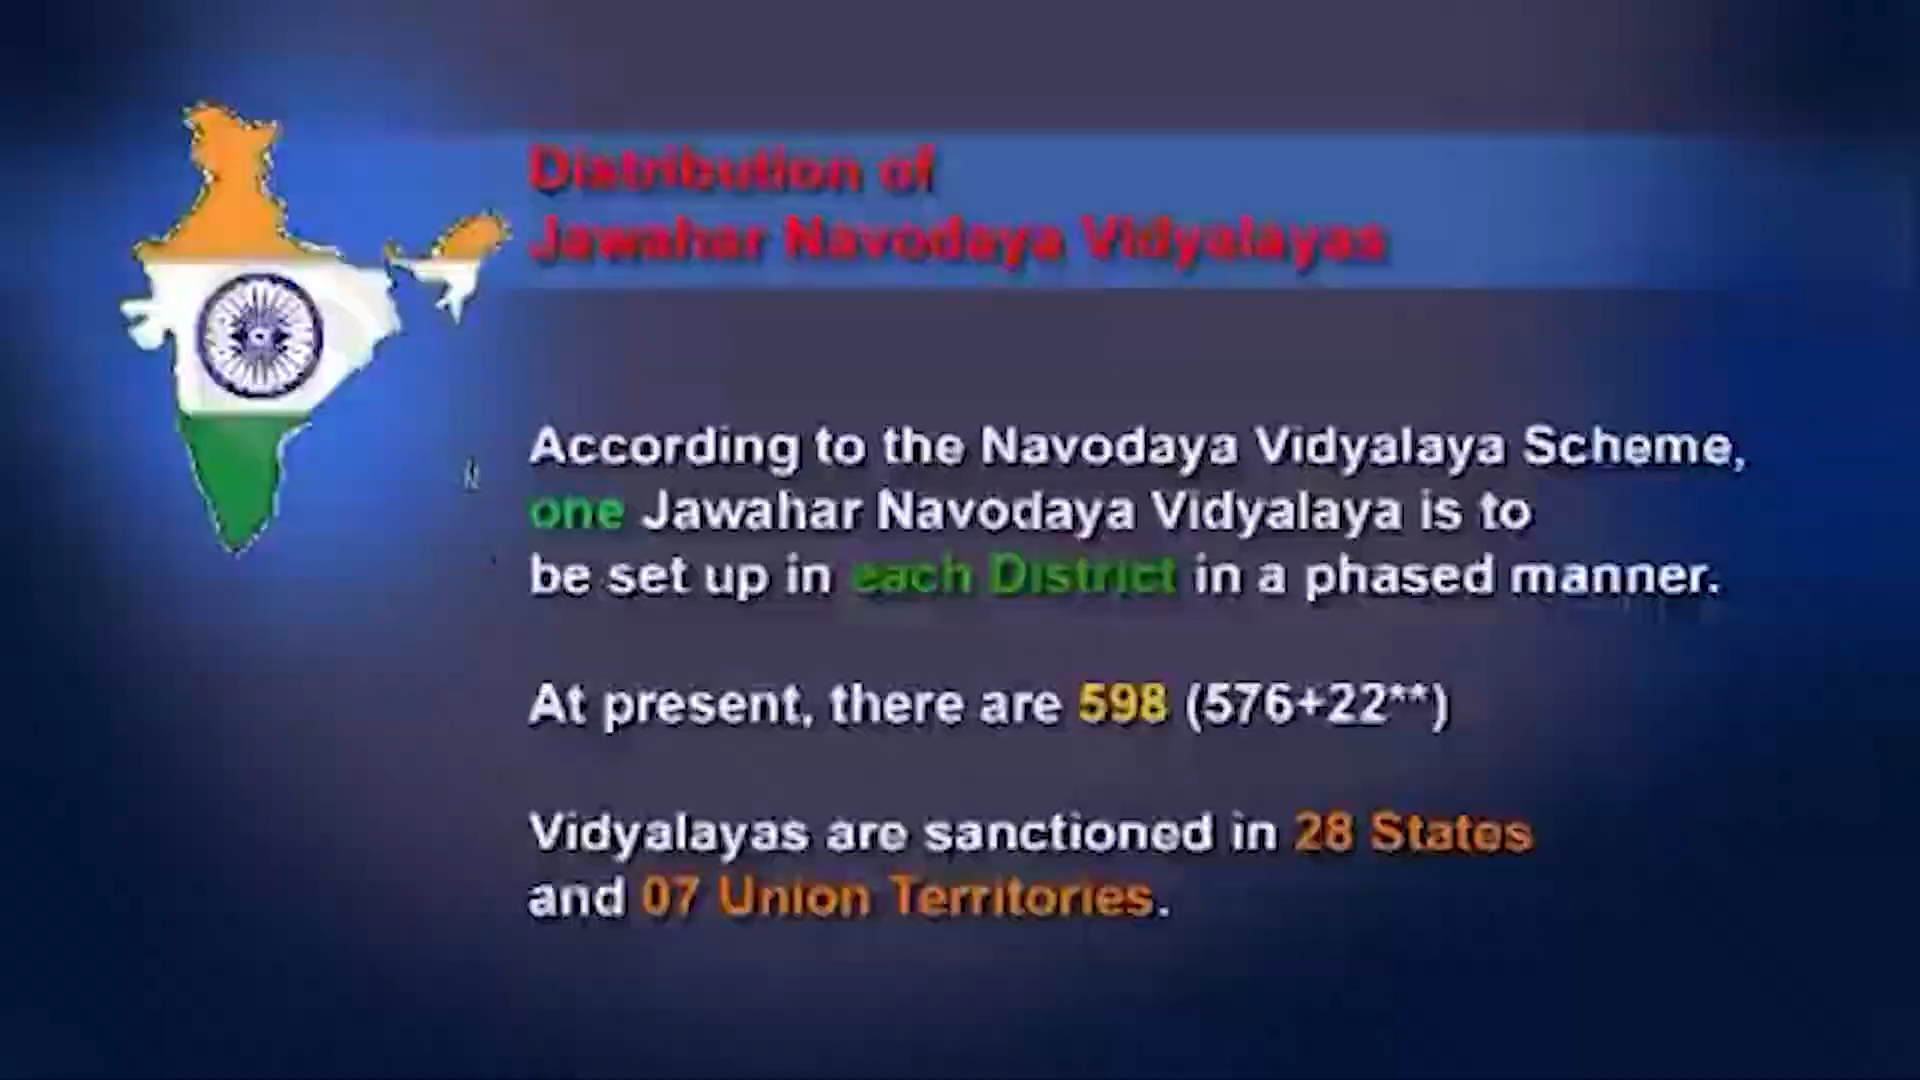 Distribution of
Jawahar Navodaya Vidyalayas
According to the Navodaya Vidyalaya Scheme,
one Jawahar Navodaya Vidyalaya is to
be set up in each District in a phased manner.
At present, there are 598 (576+22**)
Vidyalayas are sanctioned in 28 States
and 07 Union Territories.